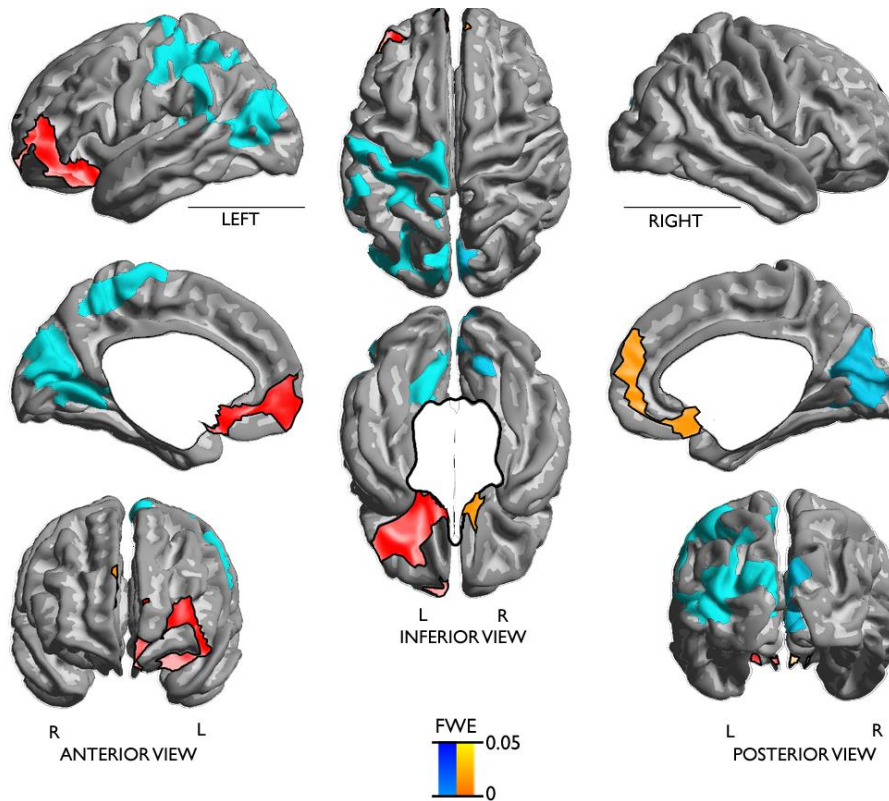 LEFT
RIGHT
L R
INFERIOR VIEW
R L
ANTERIOR VIEW
L R
POSTERIOR VIEW
FWE
0.05
0